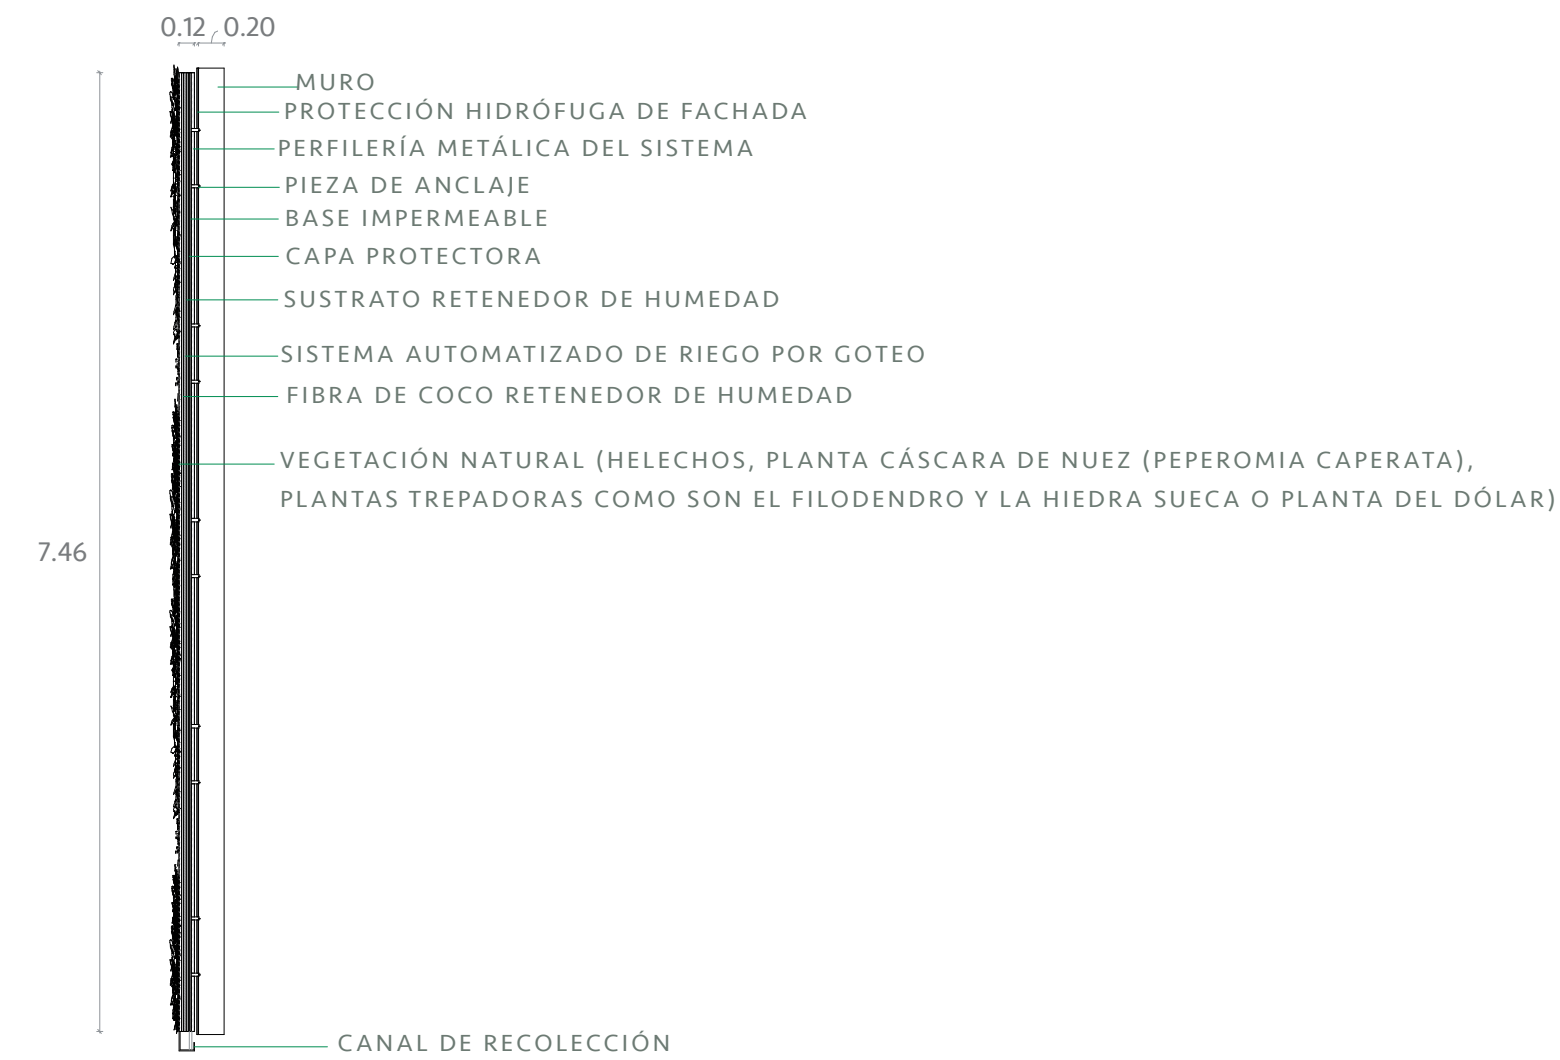 0.12 0.20
MURO
PROTECCIÓN HIDRÓFUGA DE FACHADA
PERFILERÍA METÁLICA DEL SISTEMA
PIEZA DE ANCLAJE
BASE IMPERMEABLE
CAPA PROTECTORA
SUSTRATO RETENEDOR DE HUMEDAD
SISTEMA AUTOMATIZADO DE RIEGO POR GOTEO
FIBRA DE COCO RETENEDOR DE HUMEDAD
VEGETACIÓN NATURAL (HELECHOS, PLANTA CÁSCARA DE NUEZ (PEPEROMIA CAPERATA),
PLANTAS TREPADORAS COMO SON EL FILODENDRO Y LA HIEDRA SUECA O PLANTA DEL DÓLAR)
7.46
CANAL DE RECOLECCIÓN